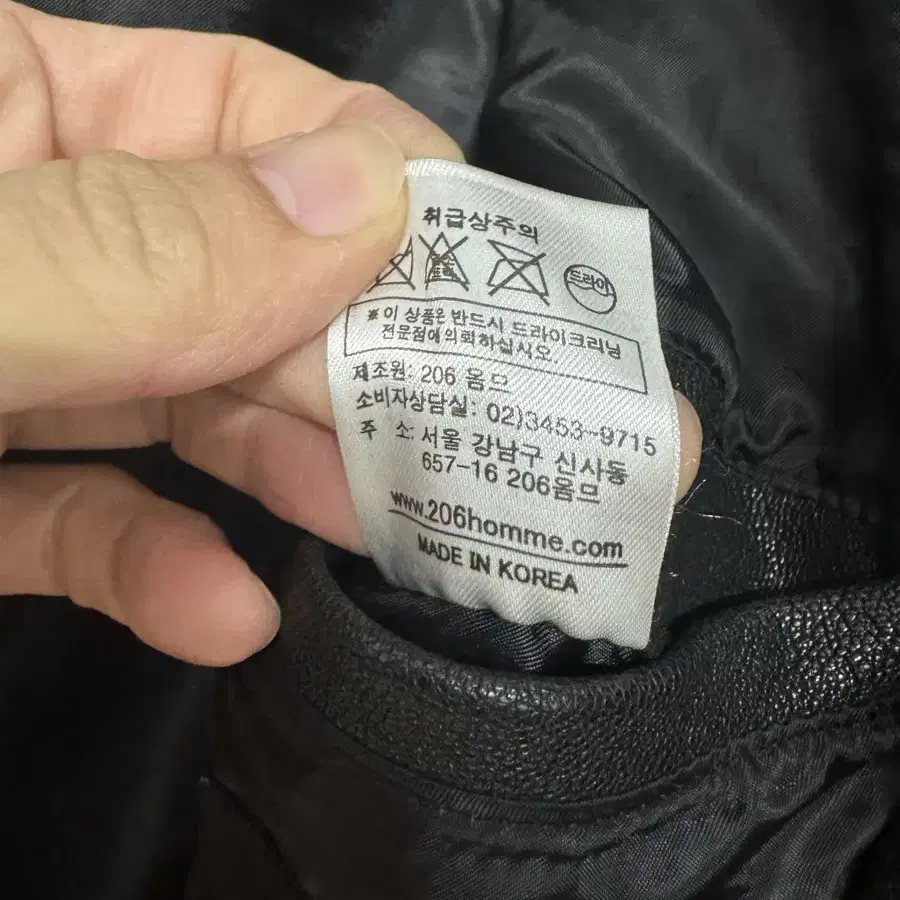 취급상주의
드라이
※이 상품은 반드시 드라이크리닝
전문점에의뢰하십시오.
제조원: 206 옴므
소비자상담실: 02)3453-9715
주 소: 서울 강남구 신사동
657-16 206옴므
www.206homme.com
MADE IN KOREA